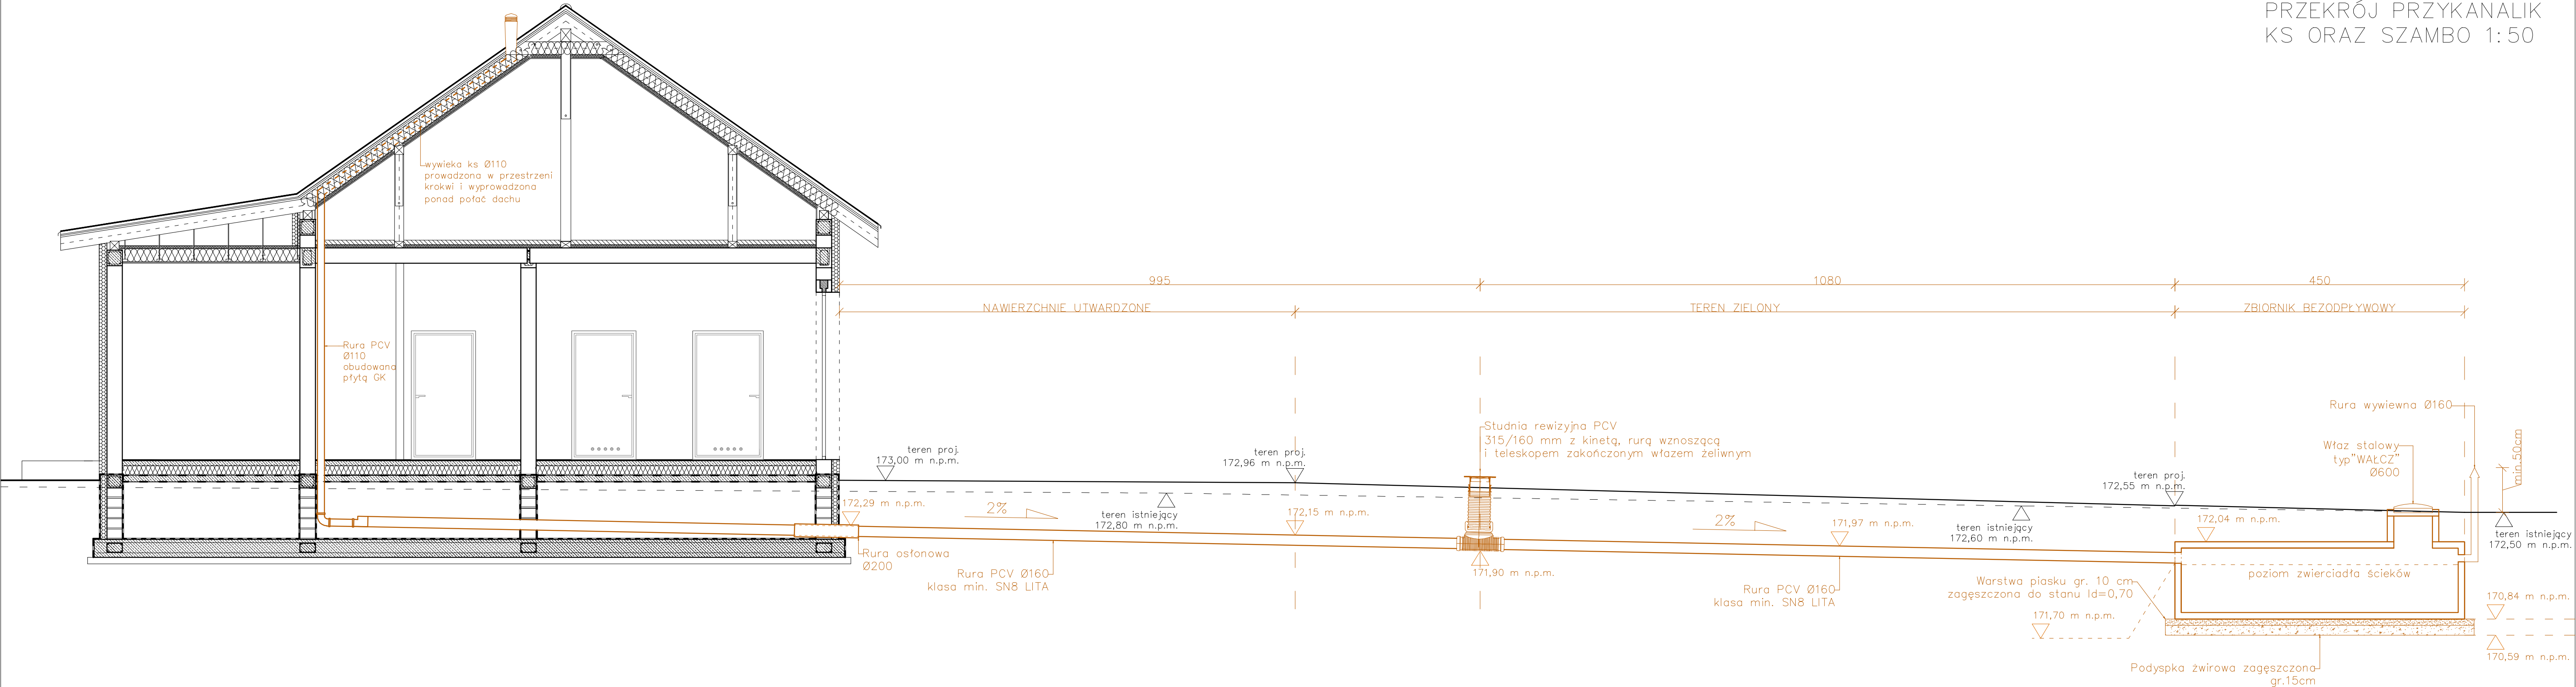 PRZEKRÓJ PRZYKANALIK
KS ORAZ SZAMBO 1:50
wywieka ks Ø110
prowadzona w przestrzeni
krokwi i wyprowadzona
ponad połać dachu
Rura PCV
Ø110
obudowana
płytą GK
995
1080
450
NAWIERZCHNIE UTWARDZONE
TEREN ZIELONY
ZBIORNIK BEZODPŁYWOWY
Rura wywiewna Ø160
Studnia rewizyjna PCV
315/160 mm z kinetą, rurą wznoszącą
i teleskopem zakończonym włazem żeliwnym
Właz stalowy
typ"WAŁCZ"
Ø600
min.50cm
teren proj.
173,00 m n.p.m.
teren proj.
172,96 m n.p.m.
teren proj.
172,55 m n.p.m.
172,29 m n.p.m.
2%
teren istniejący
172,80 m n.p.m.
172,15 m n.p.m.
2%
171,97 m n.p.m.
teren istniejący
172,60 m n.p.m.
172,04 m n.p.m.
teren istniejący
172,50 m n.p.m.
Rura osłonowa
Ø200
Rura PCV Ø160
klasa min. SN8 LITA
171,90 m n.p.m.
Rura PCV Ø160
klasa min. SN8 LITA
Warstwa piasku gr. 10 cm
zagęszczona do stanu Id=0,70
poziom zwierciadła ścieków
171,70 m n.p.m.
170,84 m n.p.m.
170,59 m n.p.m.
Podyspka żwirowa zagęszczona
gr.15cm